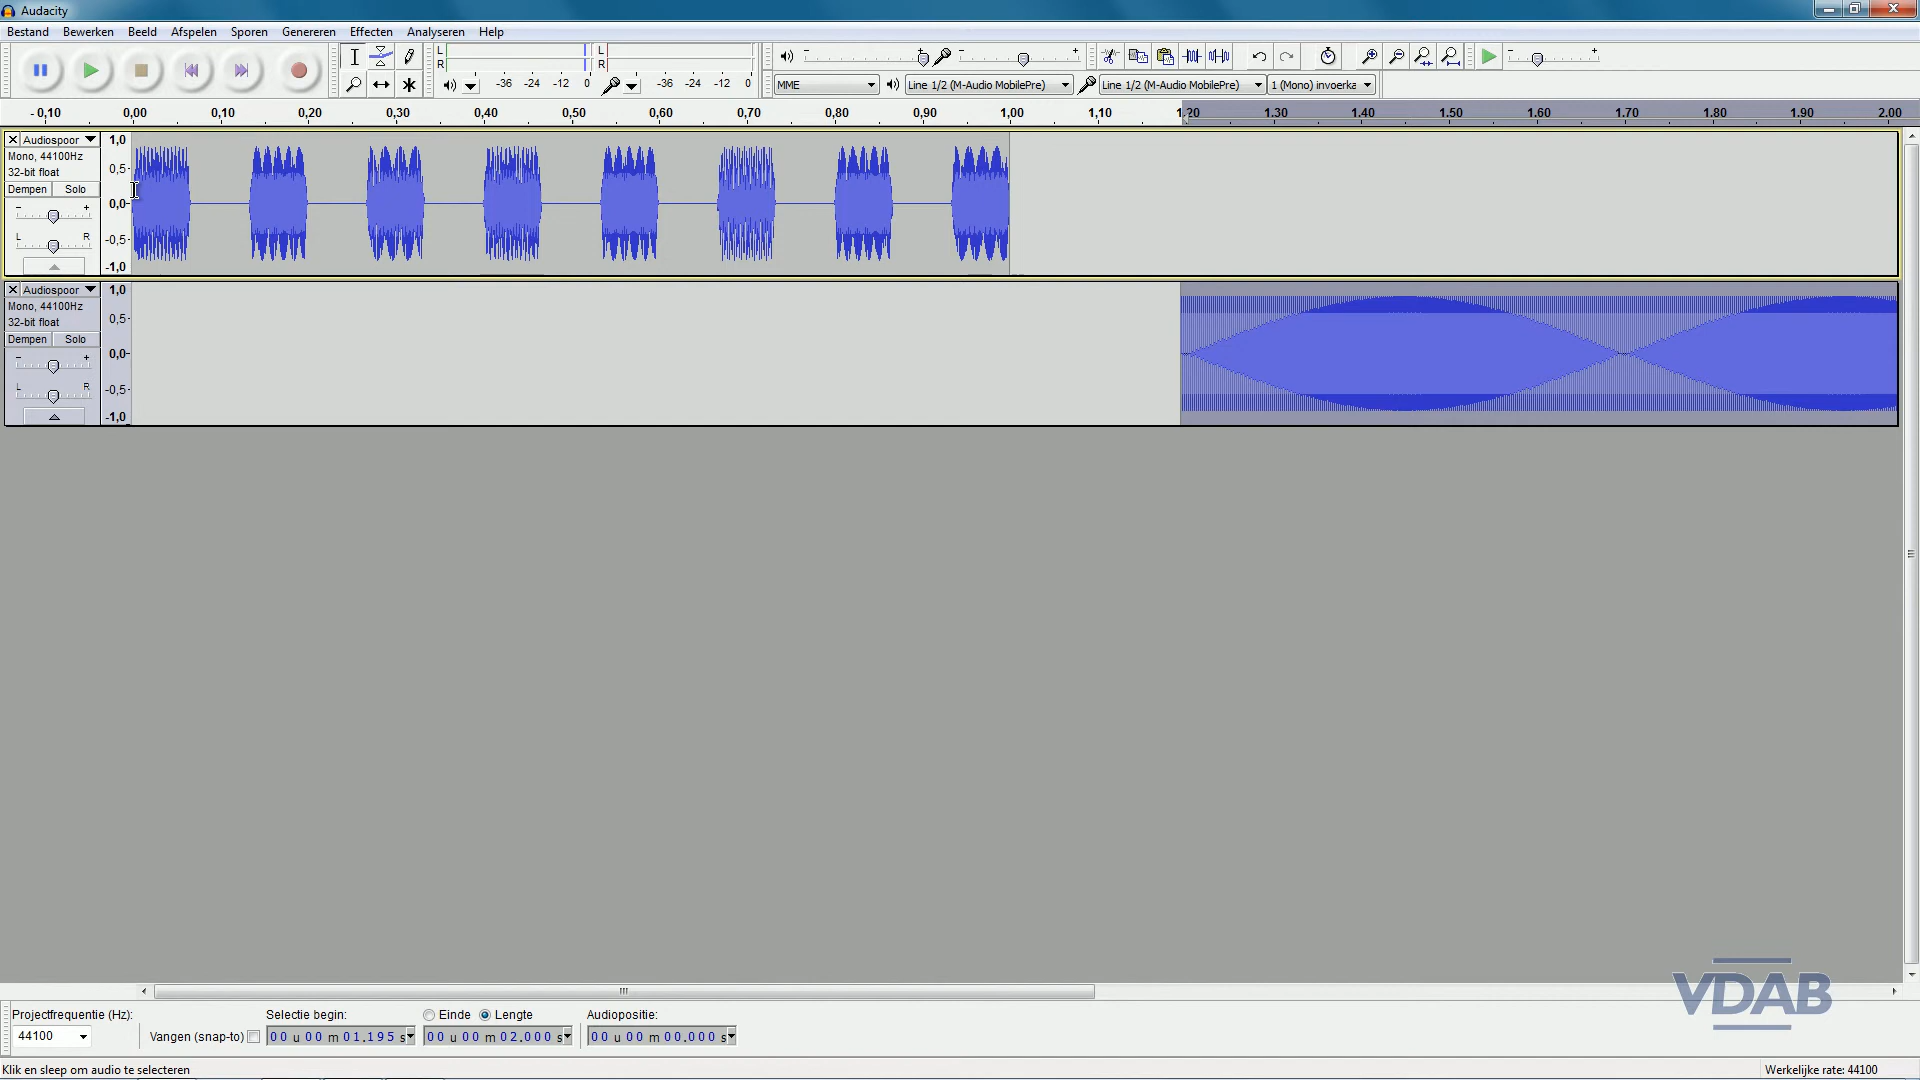 Audacity
Bestand Bewerken Beeld Afspelen Sporen Genereren Effecten Analyseren Help
L
R
-36 -24 -12 0
L
R
-36 -24 -12 0
MME
Line 1/2 (M-Audio MobilePre)
Line 1/2 (M-Audio MobilePre)
1 (Mono) invoerka
- 0,10 0,00 0,10 0,20 0,30 0,40 0,50 0,60 0,70 0,80 0,90 1,00 1,10 1,20 1,30 1,40 1,50 1,60 1,70 1,80 1,90 2,00
Audiospoor
Mono, 44100Hz
32-bit float
Dempen Solo
- +
L R
1,0
0,5-
0,0-
-0,5-
-1,0
Audiospoor
Mono, 44100Hz
32-bit float
Dempen Solo
- +
L R
1,0
0,5-
0,0-
-0,5-
-1,0
VDAB
Projectfrequentie (Hz):
44100
Vangen (snap-to)
Selectie begin:
00 u 00 m 01.195 s
Einde Lengte
00 u 00 m 02.000 s
Audiopositie:
00 u 00 m 00.000 s
Klik en sleep om audio te selecteren
Werkelijke rate: 44100